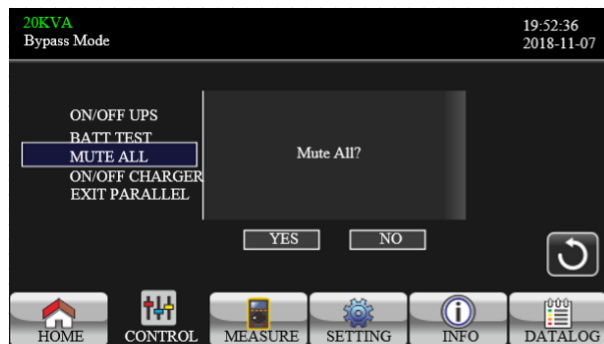 20KVA
Bypass Mode
19:52:36
2018-11-07
ON/OFF UPS
BATT TEST
MUTE ALL
ON/OFF CHARGER
EXIT PARALLEL
Mute All?
YES NO
HOME CONTROL MEASURE SETTING INFO DATALOG